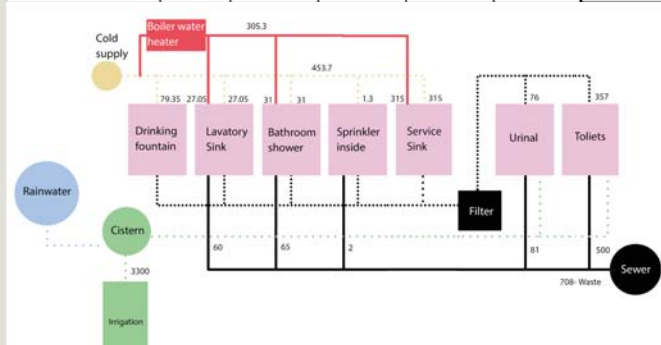 Boiler water
heater
305.3
Cold
supply
453.7
79.35
27.05
27.05
31
31
1.3
315
315
76
357
Drinking
fountain
Lavatory
Sink
Bathroom
shower
Sprinkler
inside
Service
Sink
Urinal
Toliets
Rainwater
Filter
Cistern
60
65
2
81
500
Sewer
3300
708- Waste
Irrigation